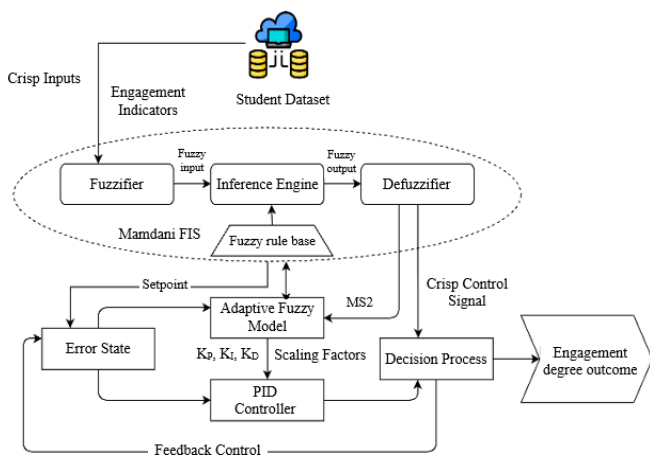 Crisp Inputs
Engagement
Indicators
Student Dataset
Fuzzy
input
Fuzzy
output
Fuzzifier
Inference Engine
Defuzzifier
Mamdani FIS
Fuzzy rule base
Setpoint
Adaptive Fuzzy
Model
MS2
Crisp Control
Signal
Error State
KP, KI, KD
Scaling Factors
Decision Process
Engagement
degree outcome
PID
Controller
Feedback Control